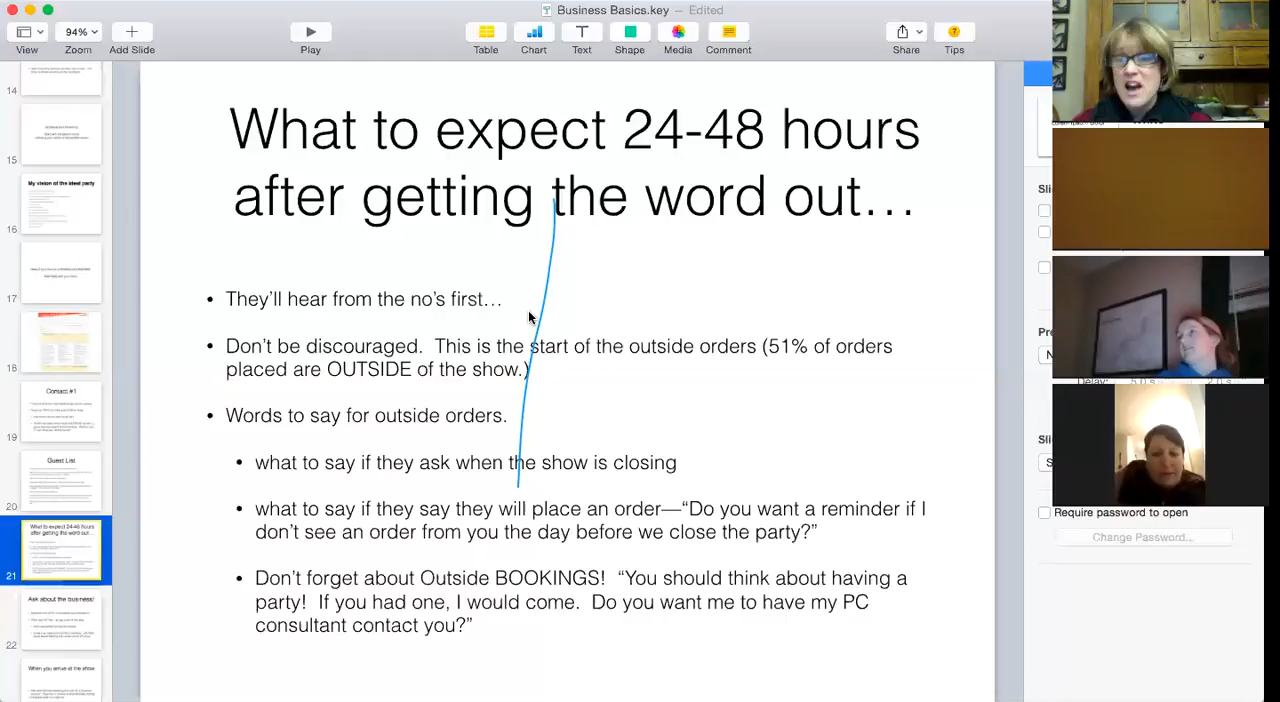 Business Basics.key — Edited
94%
View Zoom Add Slide Play Table Chart Text Shape Media Comment Share Tips
What to expect 24-48 hours
after getting the word out…
• They’ll hear from the no’s first…
• Don’t be discouraged. This is the start of the outside orders (51% of orders
placed are OUTSIDE of the show.)
• Words to say for outside orders.
• what to say if they ask when the show is closing
• what to say if they say they will place an order—“Do you want a reminder if I
don’t see an order from you the day before we close the party?”
• Don’t forget about Outside BOOKINGS! “You should think about having a
party! If you had one, I would come. Do you want me to have my PC
consultant contact you?”
14
15
My vision of the ideal party
16
17
18
Contact #1
19
Guest List
20
What to expect 24-48 hours
after getting the word out…
21
Ask about the business!
22
When you arrive at the show
Require password to open
Change Password...